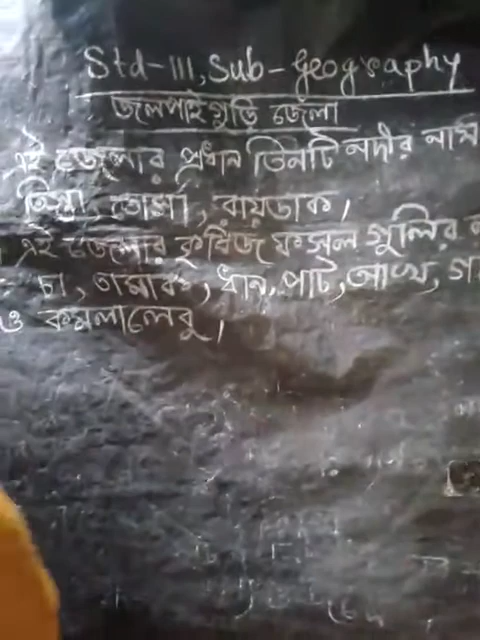 Std-III, Sub-Geography
জলপাইগুড়ি জেলা
এই জেলার প্রধান তিনটি নদীর নাম
তিস্তা, তোর্সা, রায়ডাক।
এই জেলার কৃষিজ ফসল গুলির
চা, তামাক, ধান, পাট, আখ,
ও কমলালেবু।